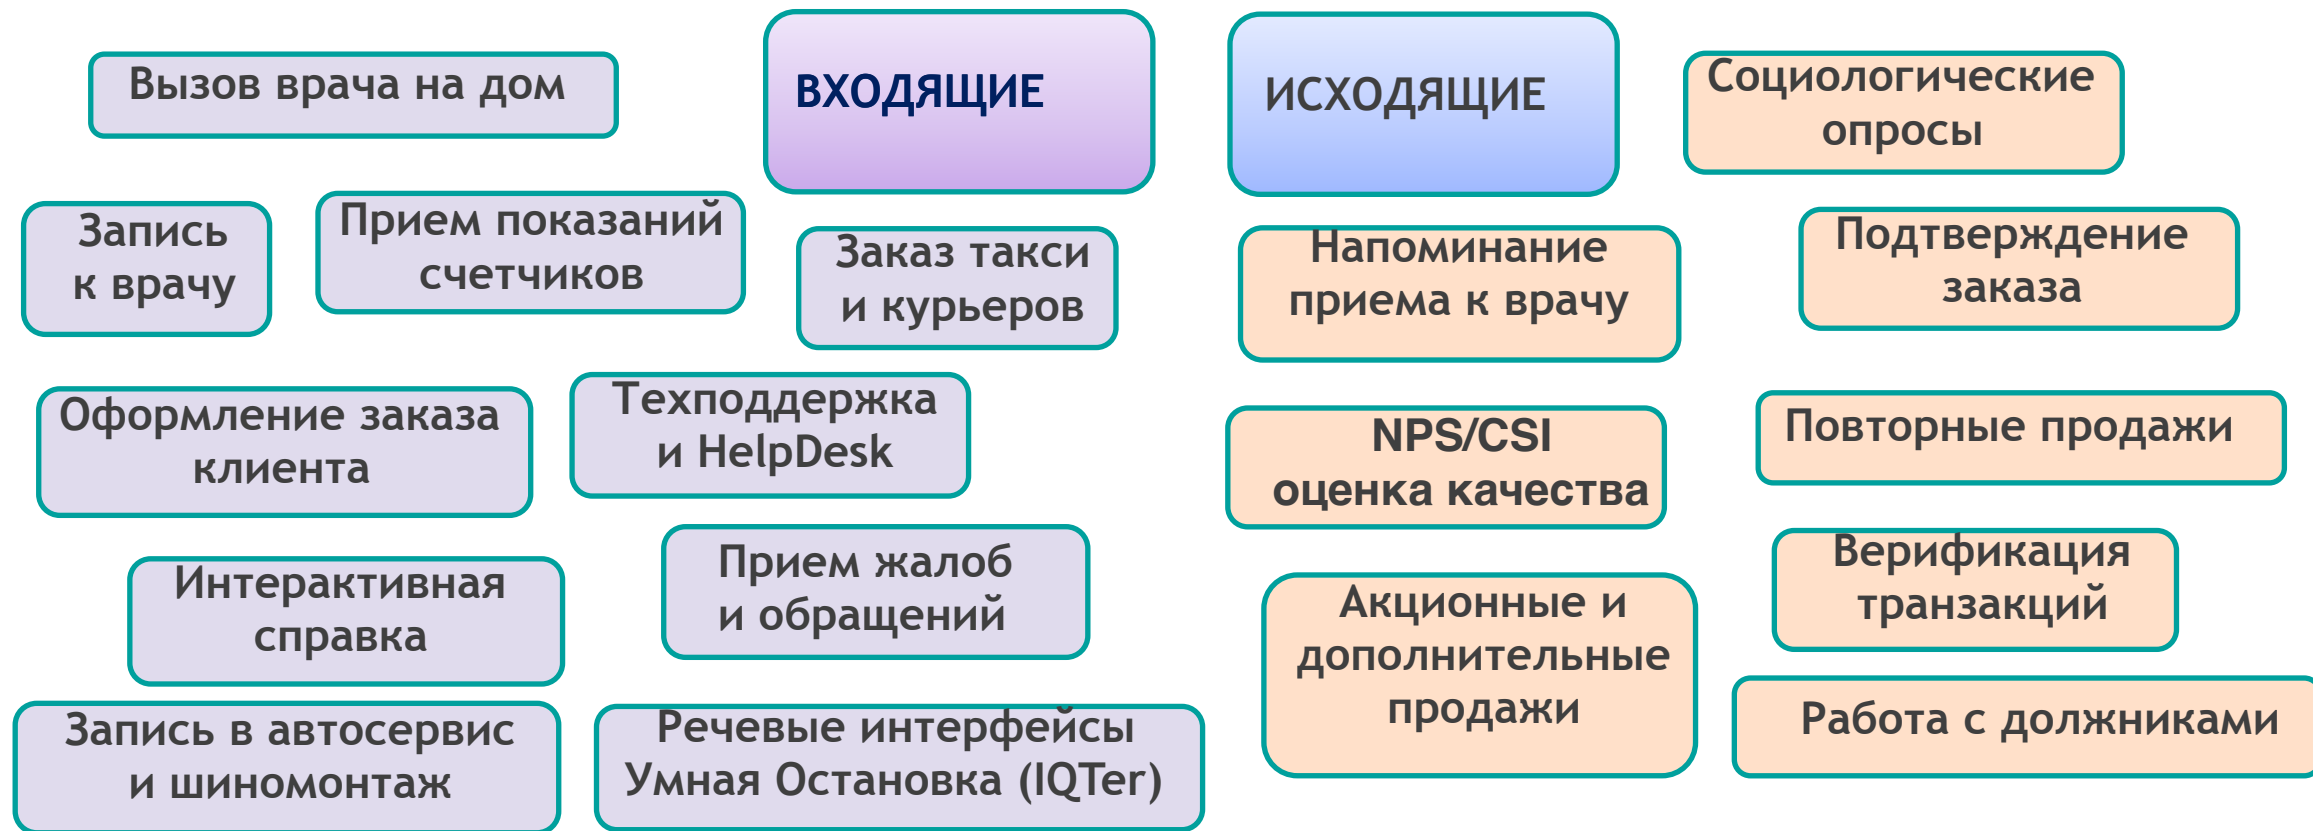 ВХОДЯЩИЕ
Вызов врача на дом
Запись
к врачу
Прием показаний
счетчиков
Заказ такси
и курьеров
Оформление заказа
клиента
Техподдержка
и HelpDesk
Интерактивная
справка
Прием жалоб
и обращений
Запись в автосервис
и шиномонтаж
Речевые интерфейсы
Умная Остановка (IQTer)
ИСХОДЯЩИЕ
Социологические
опросы
Напоминание
приема к врачу
Подтверждение
заказа
NPS/CSI
оценка качества
Повторные продажи
Акционные и
дополнительные
продажи
Верификация
транзакций
Работа с должниками